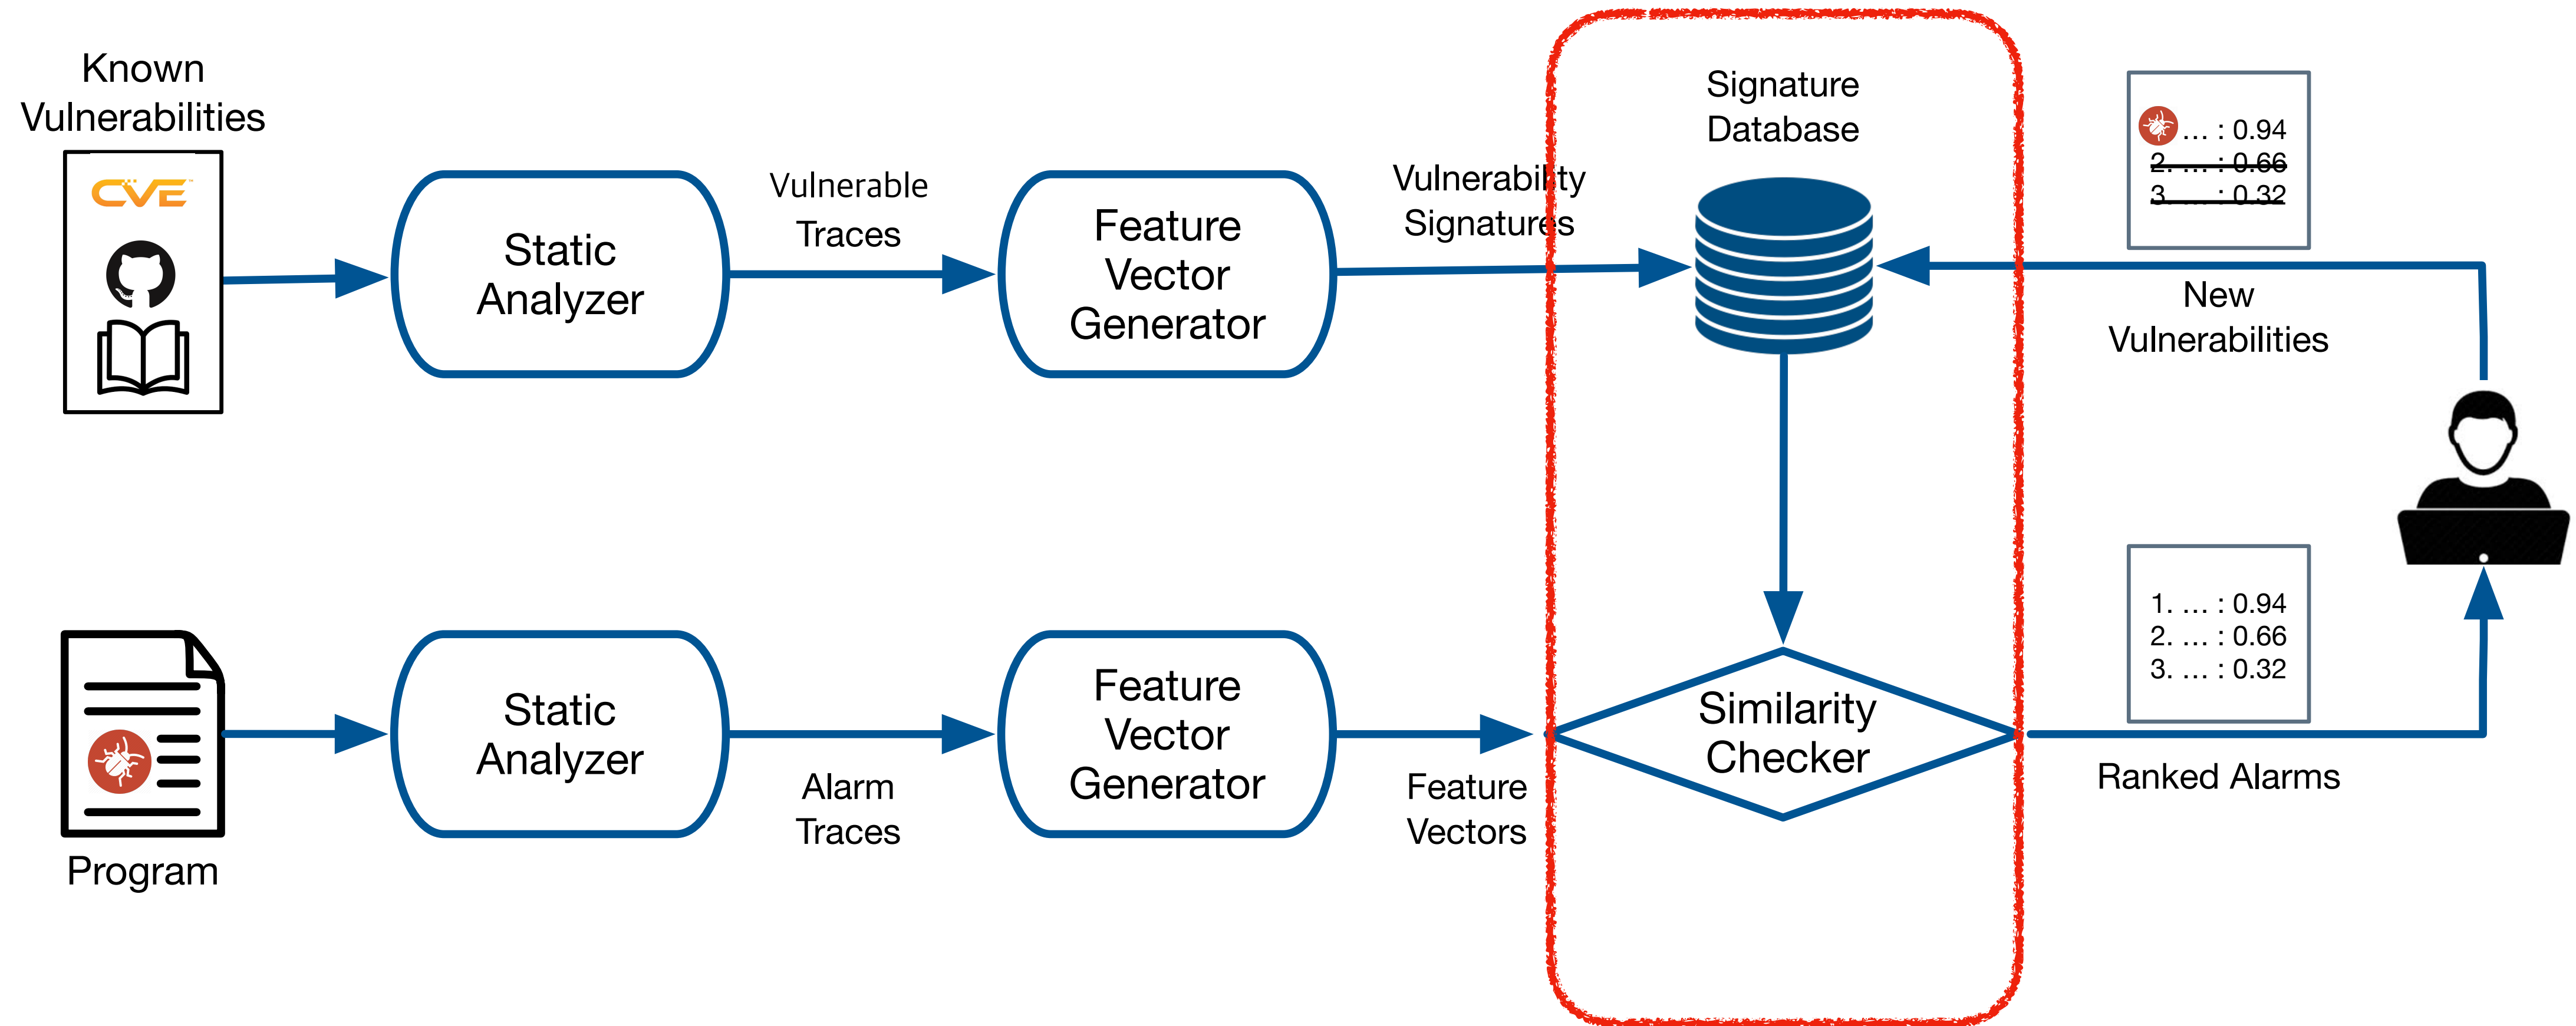 Known
Vulnerabilities
CVE
Static
Analyzer
Vulnerable
Traces
Feature
Vector
Generator
Vulnerability
Signatures
Signature
Database
... : 0.94
2. ... : 0.66
3. ... : 0.32
New
Vulnerabilities
Program
Static
Analyzer
Alarm
Traces
Feature
Vector
Generator
Feature
Vectors
Similarity
Checker
1. ... : 0.94
2. ... : 0.66
3. ... : 0.32
Ranked Alarms